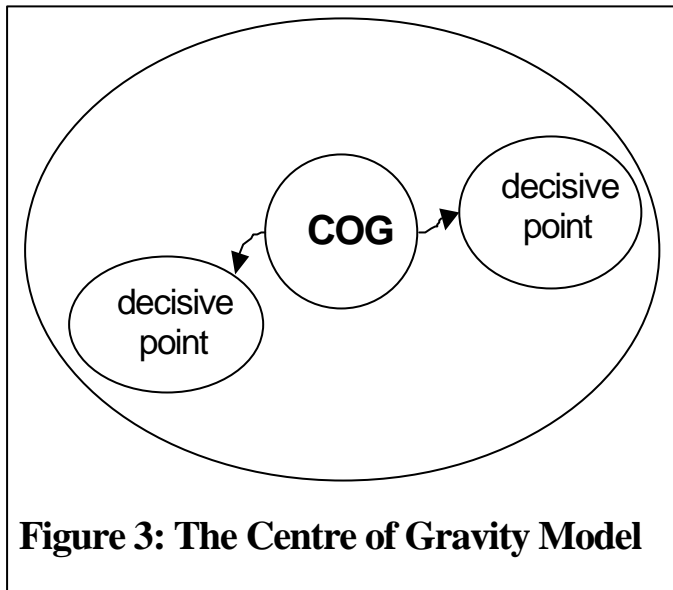 decisive
point
COG
decisive
point
Figure 3: The Centre of Gravity Model